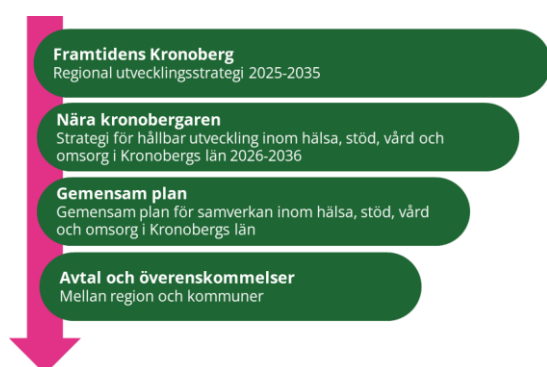 Framtidens Kronoberg
Regional utvecklingsstrategi 2025-2035
Nära kronobergaren
Strategi för hållbar utveckling inom hälsa, stöd, vård och
omsorg i Kronobergs län 2026-2036
Gemensam plan
Gemensam plan för samverkan inom hälsa, stöd, vård
och omsorg i Kronobergs län
Avtal och överenskommelser
Mellan region och kommuner